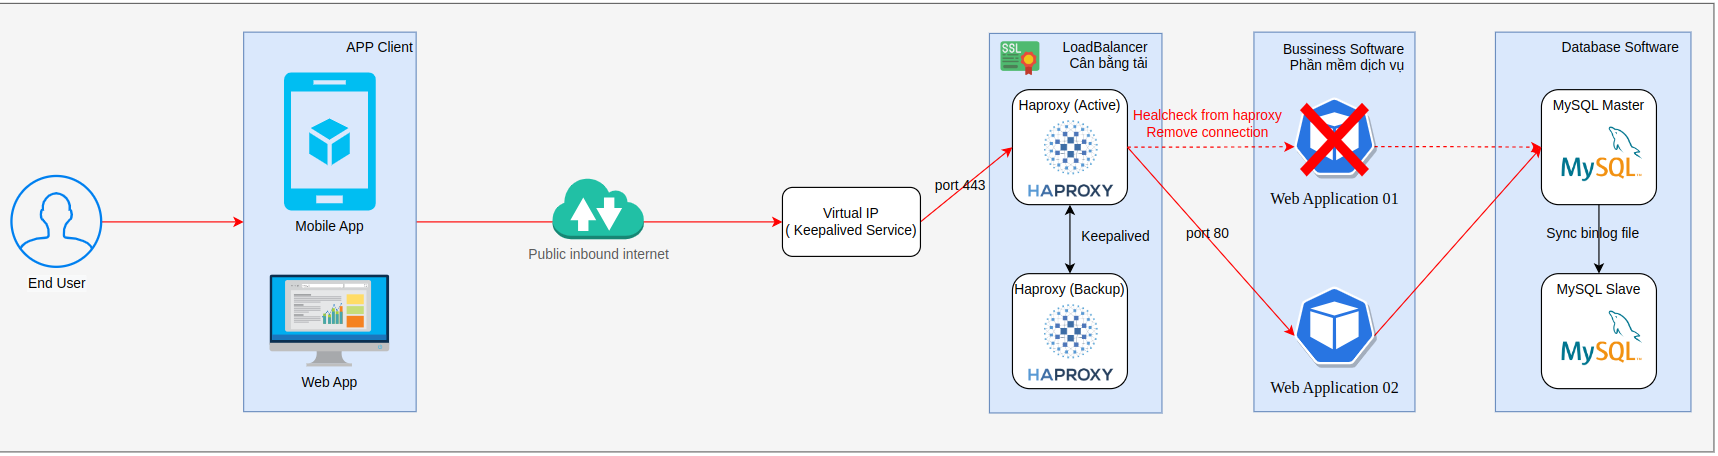 End User
APP Client
Mobile App
Web App
Public inbound internet
Virtual IP
( Keepalived Service)
port 443
SSL
LoadBalancer
Cân bằng tải
Haproxy (Active)
HAPROXY
Keepalived
Haproxy (Backup)
HAPROXY
Healcheck from haproxy
Remove connection
port 80
Bussiness Software
Phần mềm dịch vụ
Web Application 01
Web Application 02
Database Software
MySQL Master
MySQL
Sync binlog file
MySQL Slave
MySQL